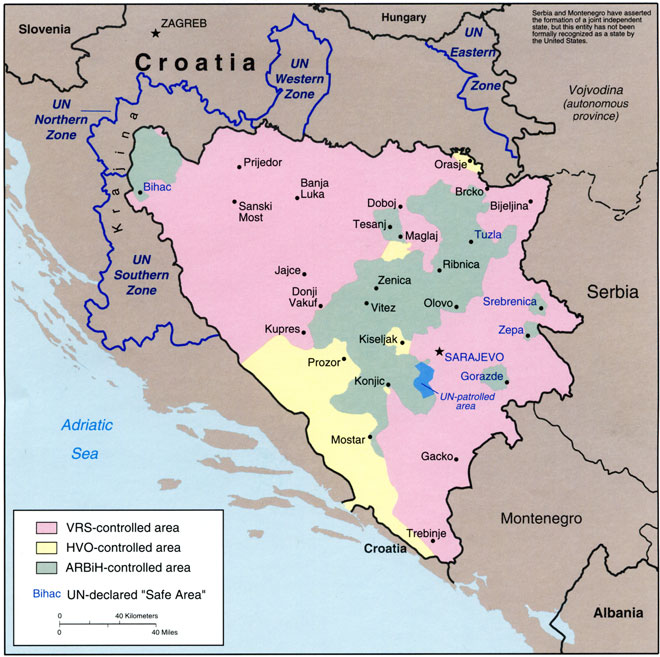 Serbia and Montenegro have asserted
the formation of a joint independent
state, but this entity has not been
formally recognized as a state by
the United States.
Slovenia
ZAGREB
Hungary
Croatia
UN
Western
Zone
UN
Eastern
Zone
Vojvodina
(autonomous
province)
UN
Northern
Zone
Krajina
Bihac
Prijedor
Sanski
Most
Banja
Luka
Orasje
Brcko
Bijeljina
Doboj
Tesanj
Maglaj
Tuzla
Ribnica
UN
Southern
Zone
Jajce
Donji
Vakuf
Zenica
Vitez
Olovo
Srebrenica
Serbia
Zepa
Kupres
Kiseljak
SARAJEVO
Prozor
Konjic
Gorazde
UN-patrolled
area
Adriatic
Sea
Mostar
Gacko
Montenegro
Trebinje
Croatia
Albania
VRS-controlled area
HVO-controlled area
ARBiH-controlled area
Bihac UN-declared "Safe Area"
0 40 Kilometers
0 40 Miles